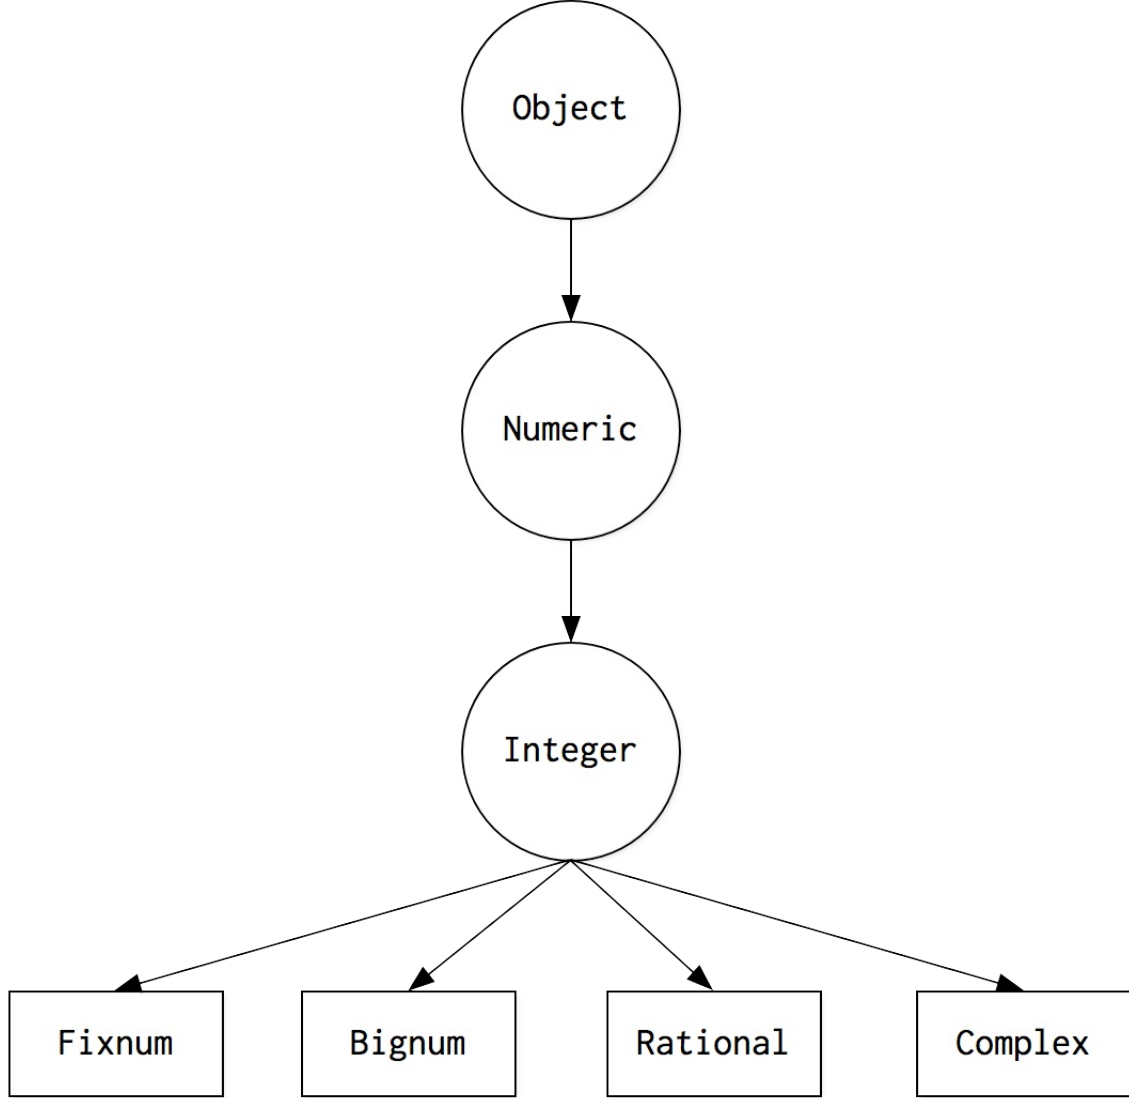 Object
Numeric
Integer
Fixnum
Bignum
Rational
Complex